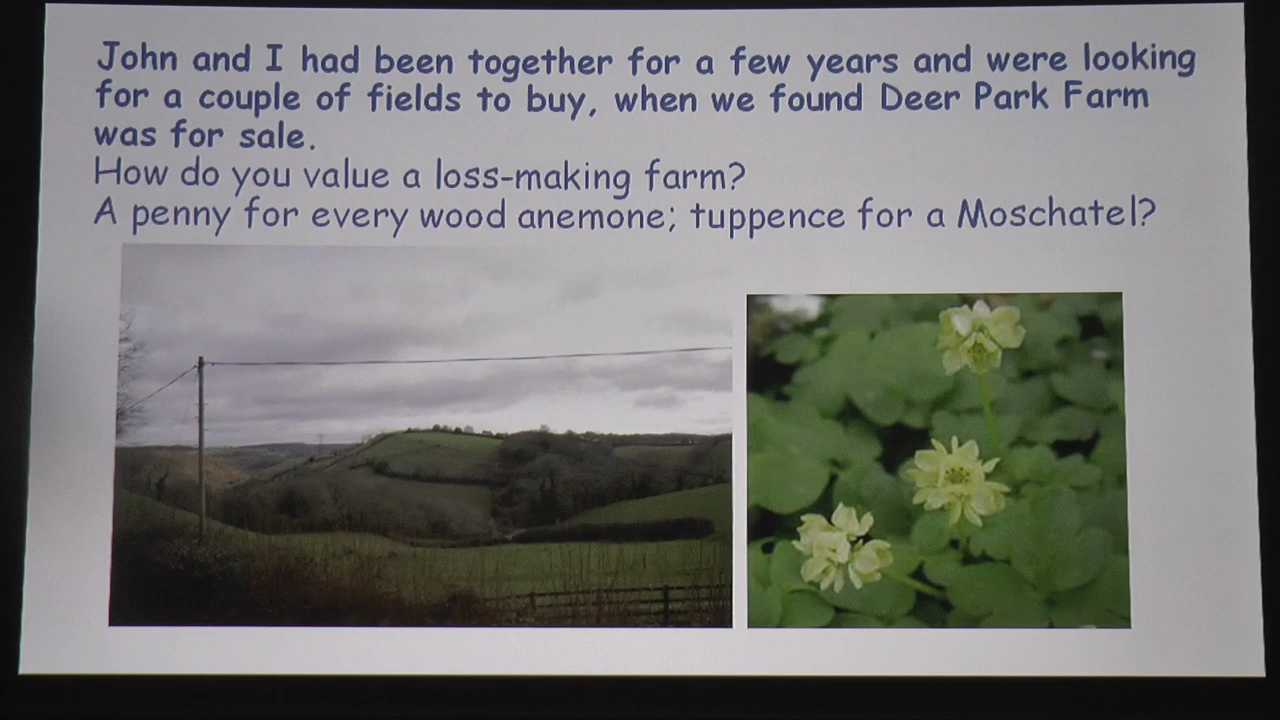 John and I had been together for a few years and were looking
for a couple of fields to buy, when we found Deer Park Farm
was for sale.
How do you value a loss-making farm?
A penny for every wood anemone; tuppence for a Moschatel?